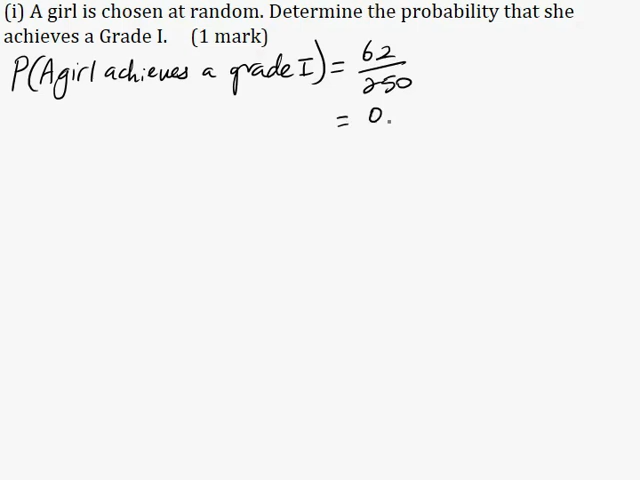 (i) A girl is chosen at random. Determine the probability that she
achieves a Grade I. (1 mark)
P(A girl achieves a grade I) = 62/250
= 0.